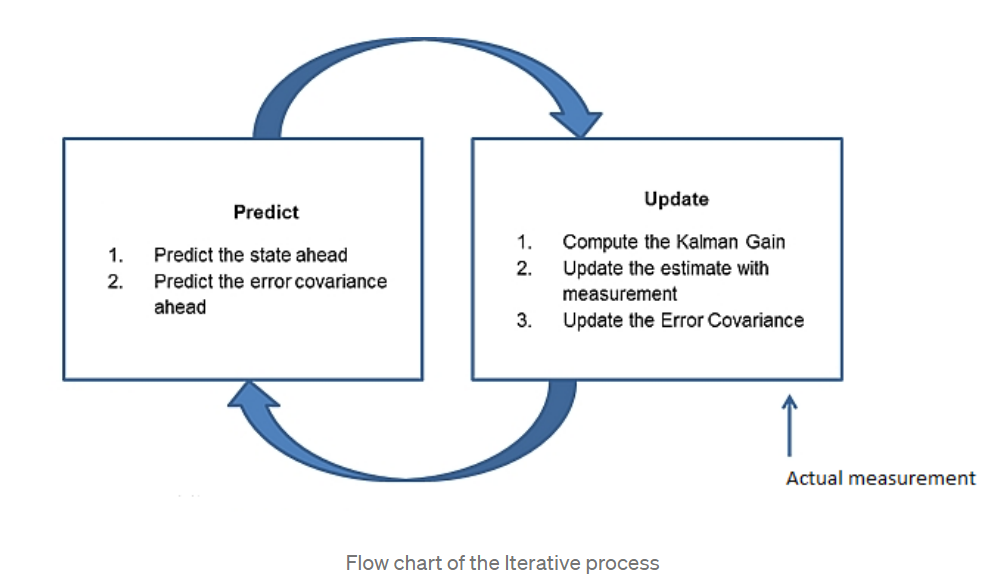 Predict
1. Predict the state ahead
2. Predict the error covariance
ahead
Update
1. Compute the Kalman Gain
2. Update the estimate with
measurement
3. Update the Error Covariance
Actual measurement
Flow chart of the Iterative process